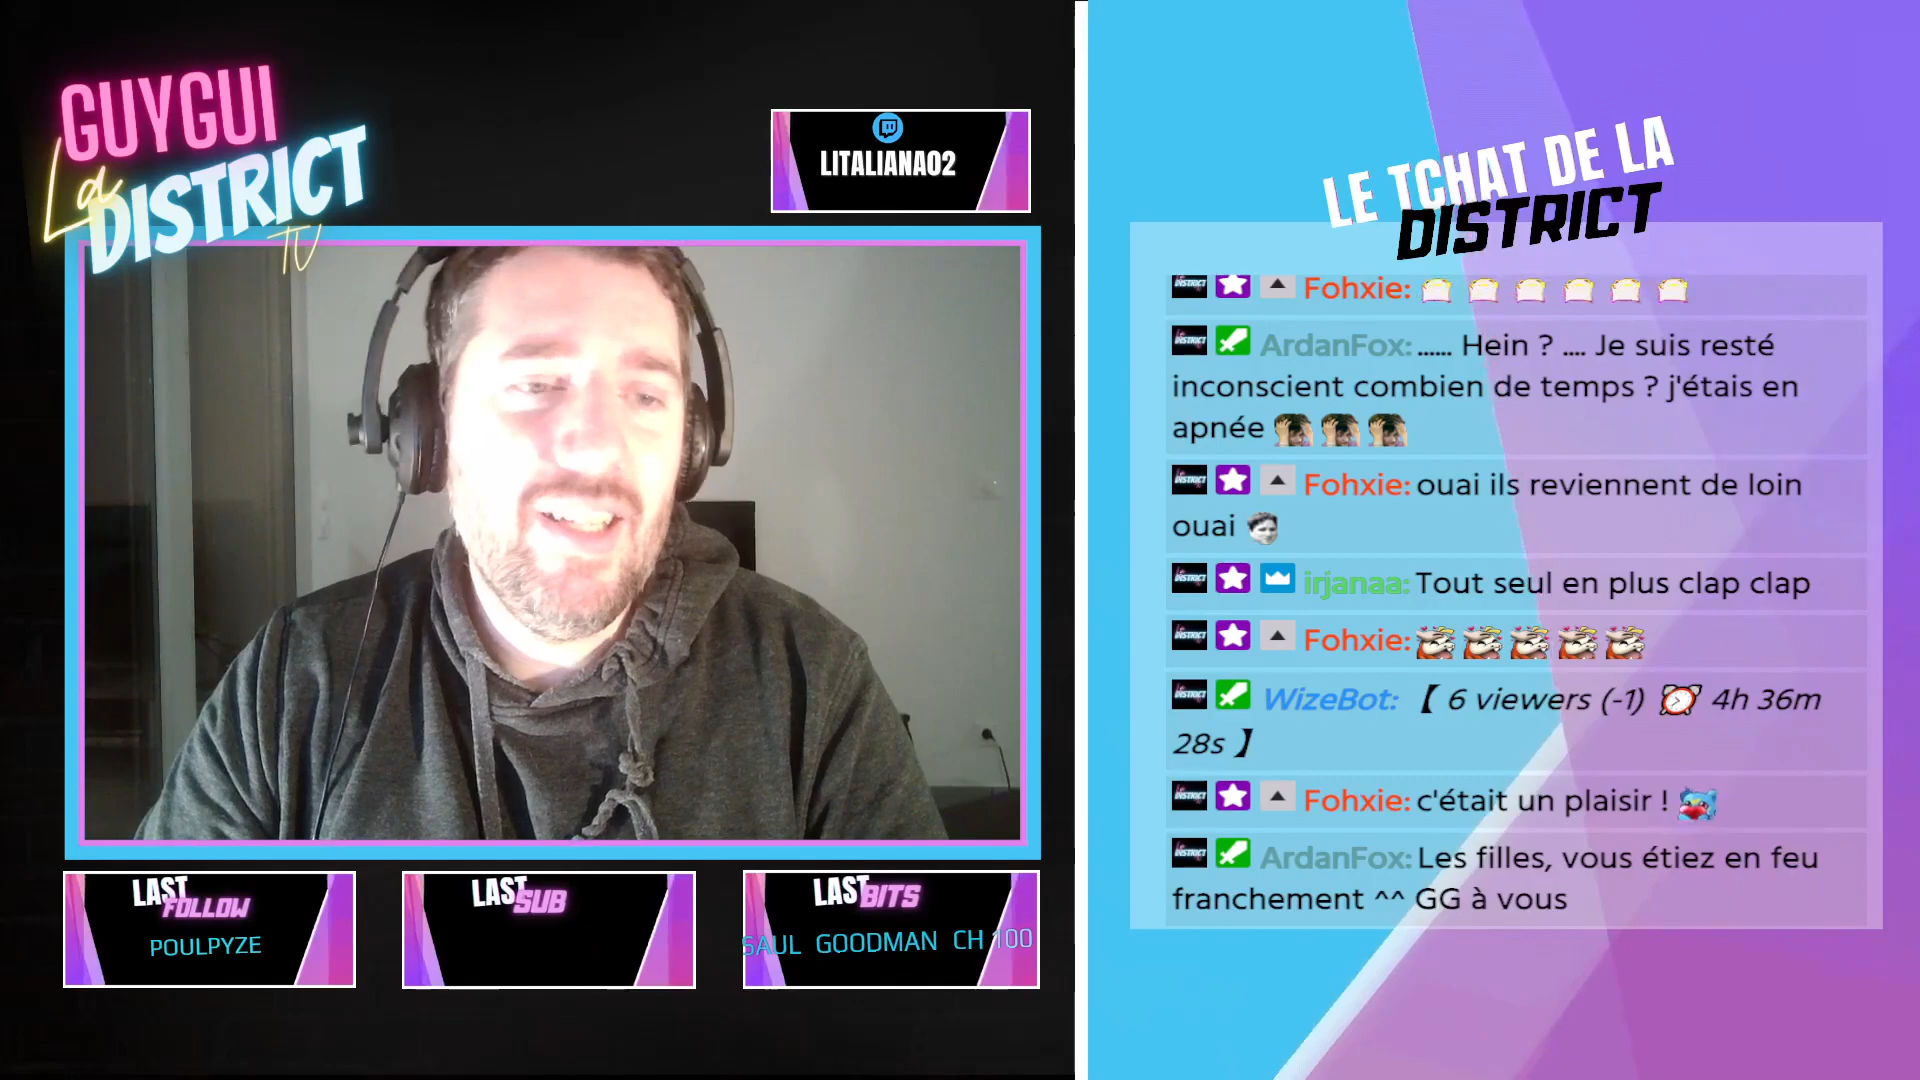 GUYGUI
La
DISTRICT
TV
LITALIANA02
LAST
FOLLOW
POULPYZE
LAST
SUB
LAST
BITS
SAUL GOODMAN CH 100
LE TCHAT DE LA
DISTRICT
Fohxie:
ArdanFox: ...... Hein ? .... Je suis resté
inconscient combien de temps ? j'étais en
apnée
Fohxie: ouai ils reviennent de loin
ouai
irjanaa: Tout seul en plus clap clap
Fohxie:
WizeBot: 【 6 viewers (-1) ⏰ 4h 36m
28s 】
Fohxie: c'était un plaisir !
ArdanFox: Les filles, vous étiez en feu
franchement ^^ GG à vous